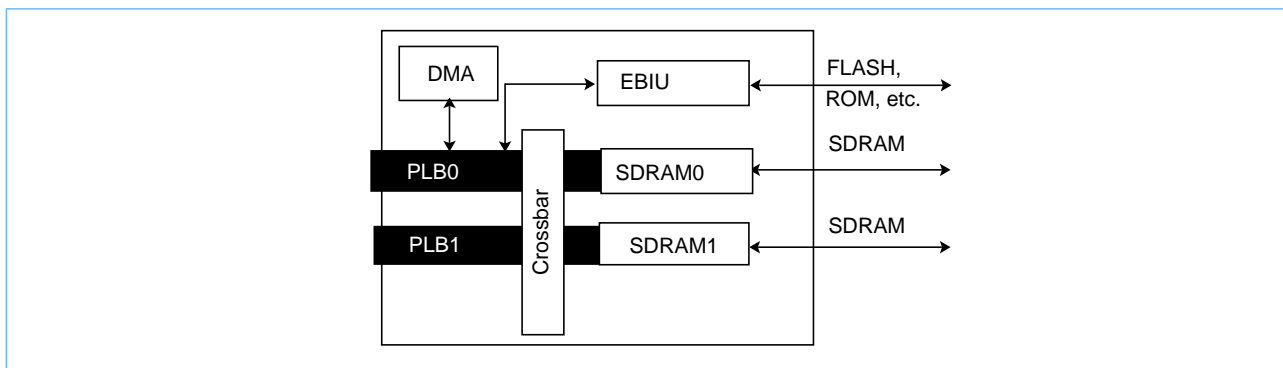 DMA
EBIU
FLASH,
ROM, etc.
PLB0
SDRAM0
SDRAM
PLB1
SDRAM1
SDRAM
Crossbar